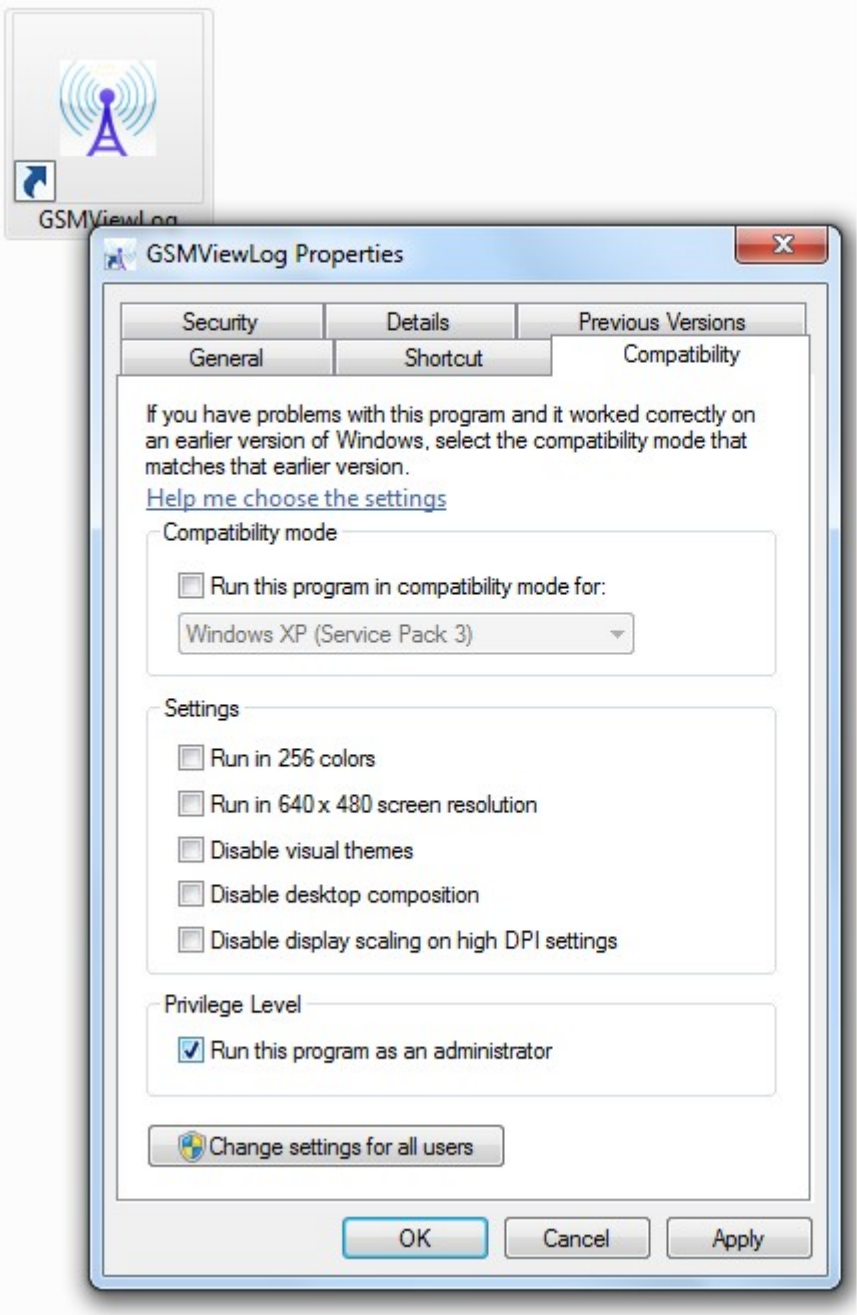 GSMViewLog
GSMViewLog Properties
Security Details Previous Versions
General Shortcut Compatibility
If you have problems with this program and it worked correctly on
an earlier version of Windows, select the compatibility mode that
matches that earlier version.
Help me choose the settings
Compatibility mode
Run this program in compatibility mode for:
Windows XP (Service Pack 3)
Settings
Run in 256 colors
Run in 640 x 480 screen resolution
Disable visual themes
Disable desktop composition
Disable display scaling on high DPI settings
Privilege Level
Run this program as an administrator
Change settings for all users
OK Cancel Apply